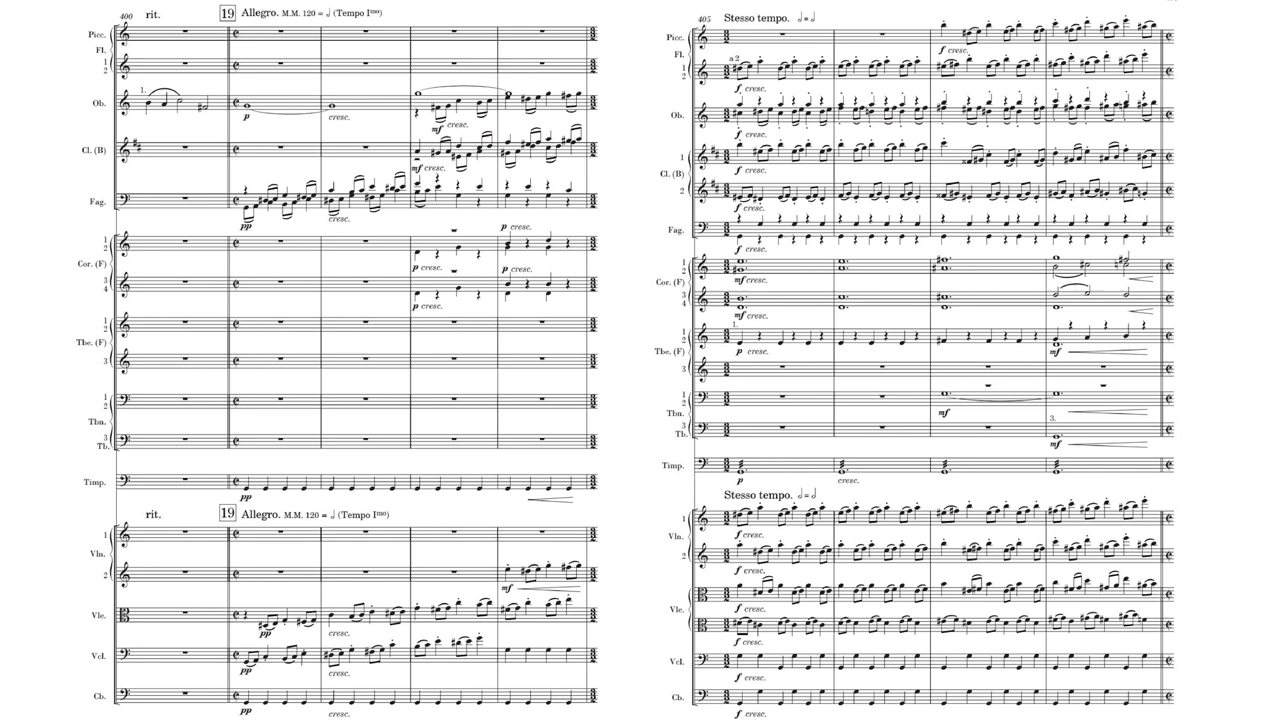 400 rit. 19 Allegro. M.M. 120 = (Tempo Iᵐᵒ)
Picc.
Fl. 1 2
1.
Ob. p cresc. mf cresc.
Cl. (B) mf cresc.
Fag. pp cresc. p cresc.
Cor. (F) 1 2 p cresc. p cresc.
3 4 p cresc.
Tbe. (F) 1 2
3
Tbn. 1 2
3 Tb.
Timp. pp
rit. 19 Allegro. M.M. 120 = (Tempo Iᵐᵒ)
Vln. 1
2 mf
Vle. pp cresc.
Vcl. pp cresc.
Cb. pp cresc.
405 Stesso tempo.
Picc. f cresc.
Fl. 1 2 a 2 f cresc.
Ob. f cresc.
Cl. (B) 1 f cresc.
2 f cresc.
Fag. f cresc.
Cor. (F) 1 2 mf cresc.
3 4 mf cresc.
Tbe. (F) 1 2 1. p cresc. mf
3
Tbn. 1 2 mf
3 Tb. 3. mf
Timp. p cresc.
Stesso tempo.
Vln. 1 f cresc.
2 f cresc.
Vle. f cresc.
f cresc.
Vcl. f cresc.
Cb. f cresc.